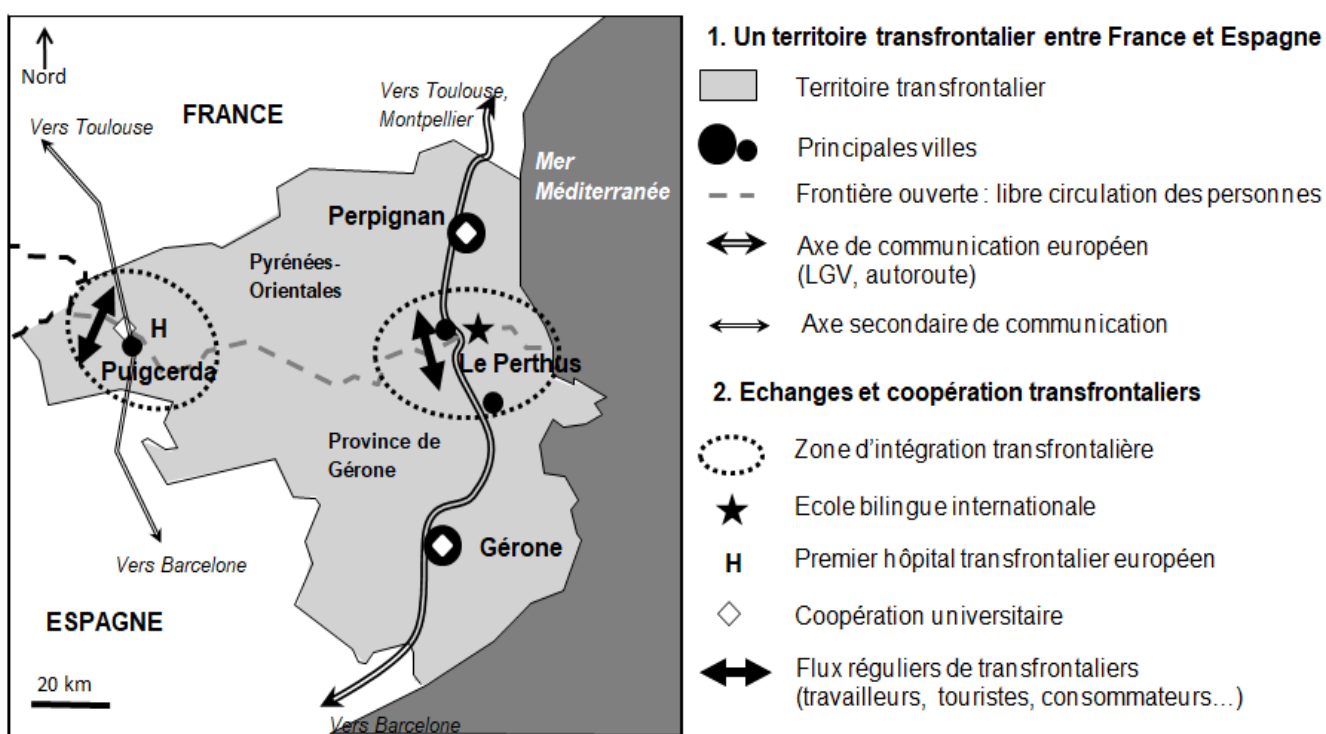 Nord
Vers Toulouse
FRANCE
Vers Toulouse,
Montpellier
Mer
Méditerranée
Perpignan
Pyrénées-
Orientales
H
Puigcerda
Le Perthus
Province de
Gérone
Gérone
Vers Barcelone
ESPAGNE
20 km
Vers Barcelone
1. Un territoire transfrontalier entre France et Espagne
Territoire transfrontalier
Principales villes
Frontière ouverte : libre circulation des personnes
Axe de communication européen
(LGV, autoroute)
Axe secondaire de communication
2. Echanges et coopération transfrontaliers
Zone d'intégration transfrontalière
Ecole bilingue internationale
H Premier hôpital transfrontalier européen
Coopération universitaire
Flux réguliers de transfrontaliers
(travailleurs, touristes, consommateurs...)